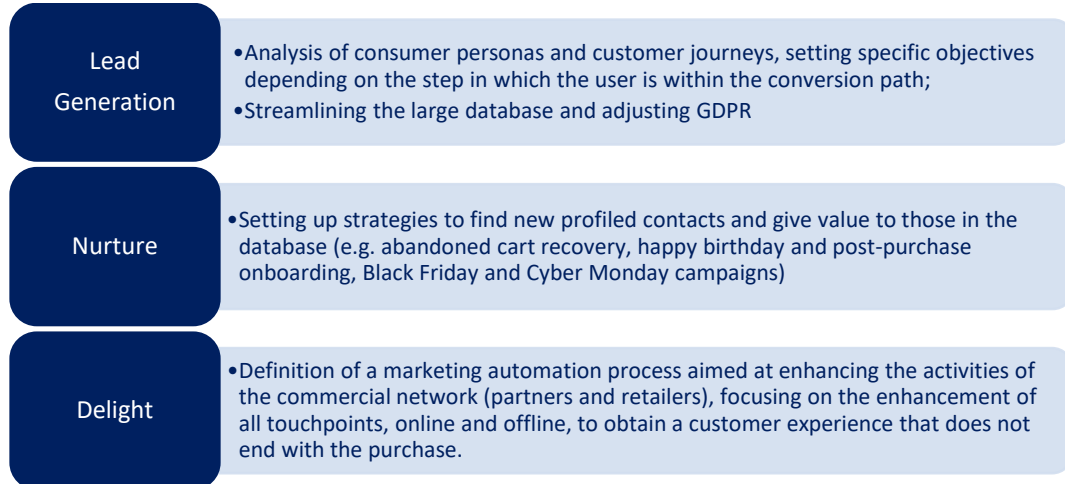 Lead
Generation
•Analysis of consumer personas and customer journeys, setting specific objectives
depending on the step in which the user is within the conversion path;
•Streamlining the large database and adjusting GDPR
Nurture
•Setting up strategies to find new profiled contacts and give value to those in the
database (e.g. abandoned cart recovery, happy birthday and post-purchase
onboarding, Black Friday and Cyber Monday campaigns)
Delight
•Definition of a marketing automation process aimed at enhancing the activities of
the commercial network (partners and retailers), focusing on the enhancement of
all touchpoints, online and offline, to obtain a customer experience that does not
end with the purchase.